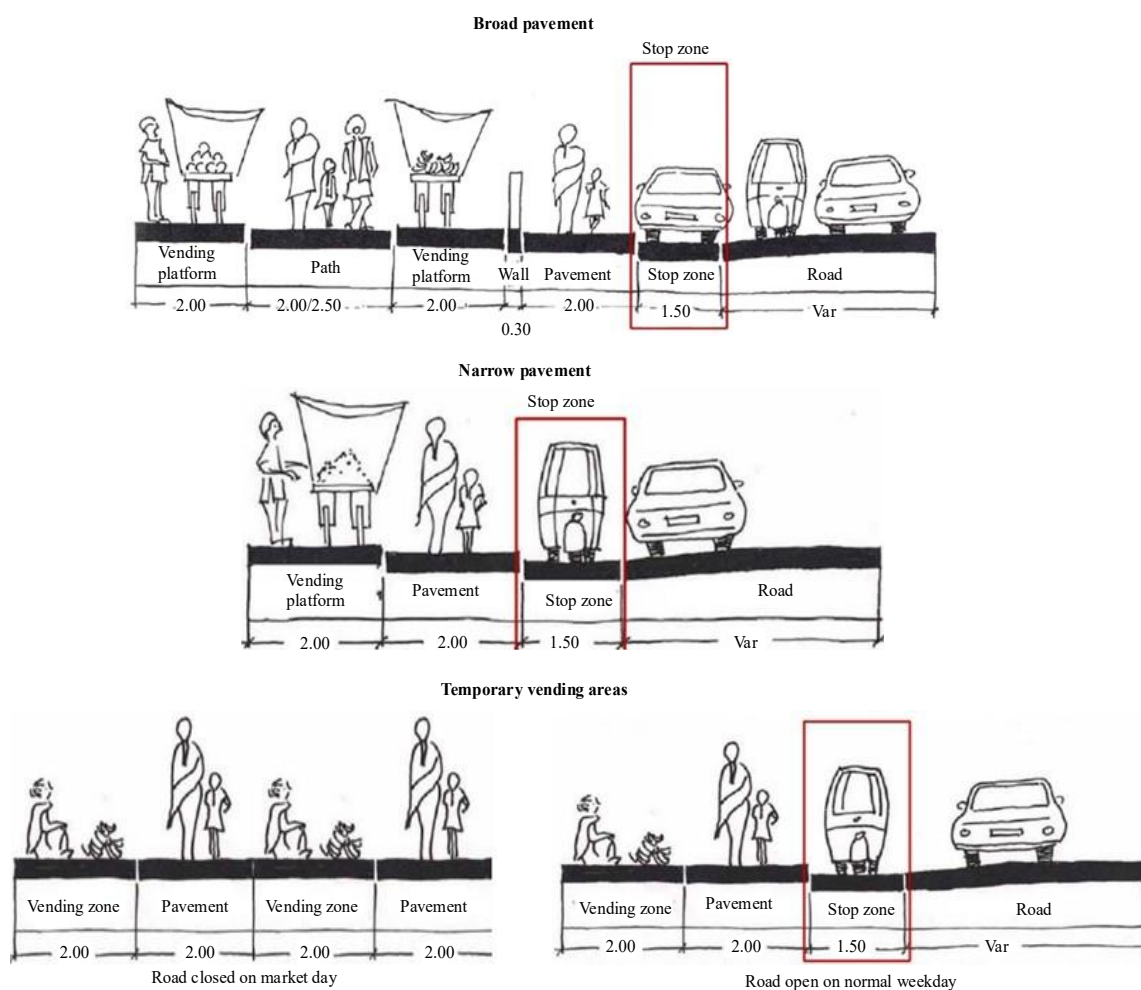 Broad pavement
Stop zone
Vending platform
Path
Vending platform
Wall
Pavement
Stop zone
Road
2.00
2.00/2.50
2.00
0.30
2.00
1.50
Var
Narrow pavement
Stop zone
Vending platform
Pavement
Stop zone
Road
2.00
2.00
1.50
Var
Temporary vending areas
Vending zone
Pavement
Vending zone
Pavement
2.00
2.00
2.00
2.00
Road closed on market day
Vending zone
Pavement
Stop zone
Road
2.00
2.00
1.50
Var
Road open on normal weekday